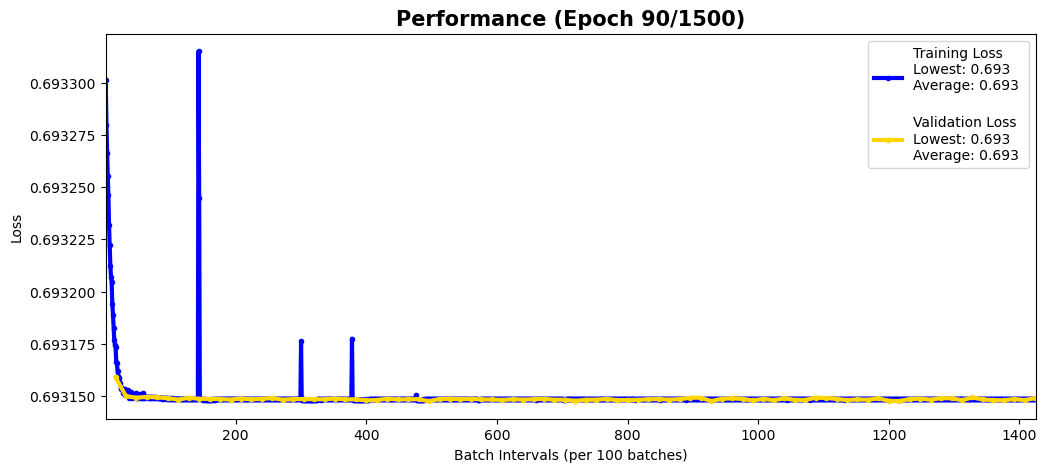 Performance (Epoch 90/1500)
Training Loss
Lowest: 0.693
Average: 0.693
Validation Loss
Lowest: 0.693
Average: 0.693
Loss
0.693300
0.693275
0.693250
0.693225
0.693200
0.693175
0.693150
200
400
600
800
1000
1200
1400
Batch Intervals (per 100 batches)